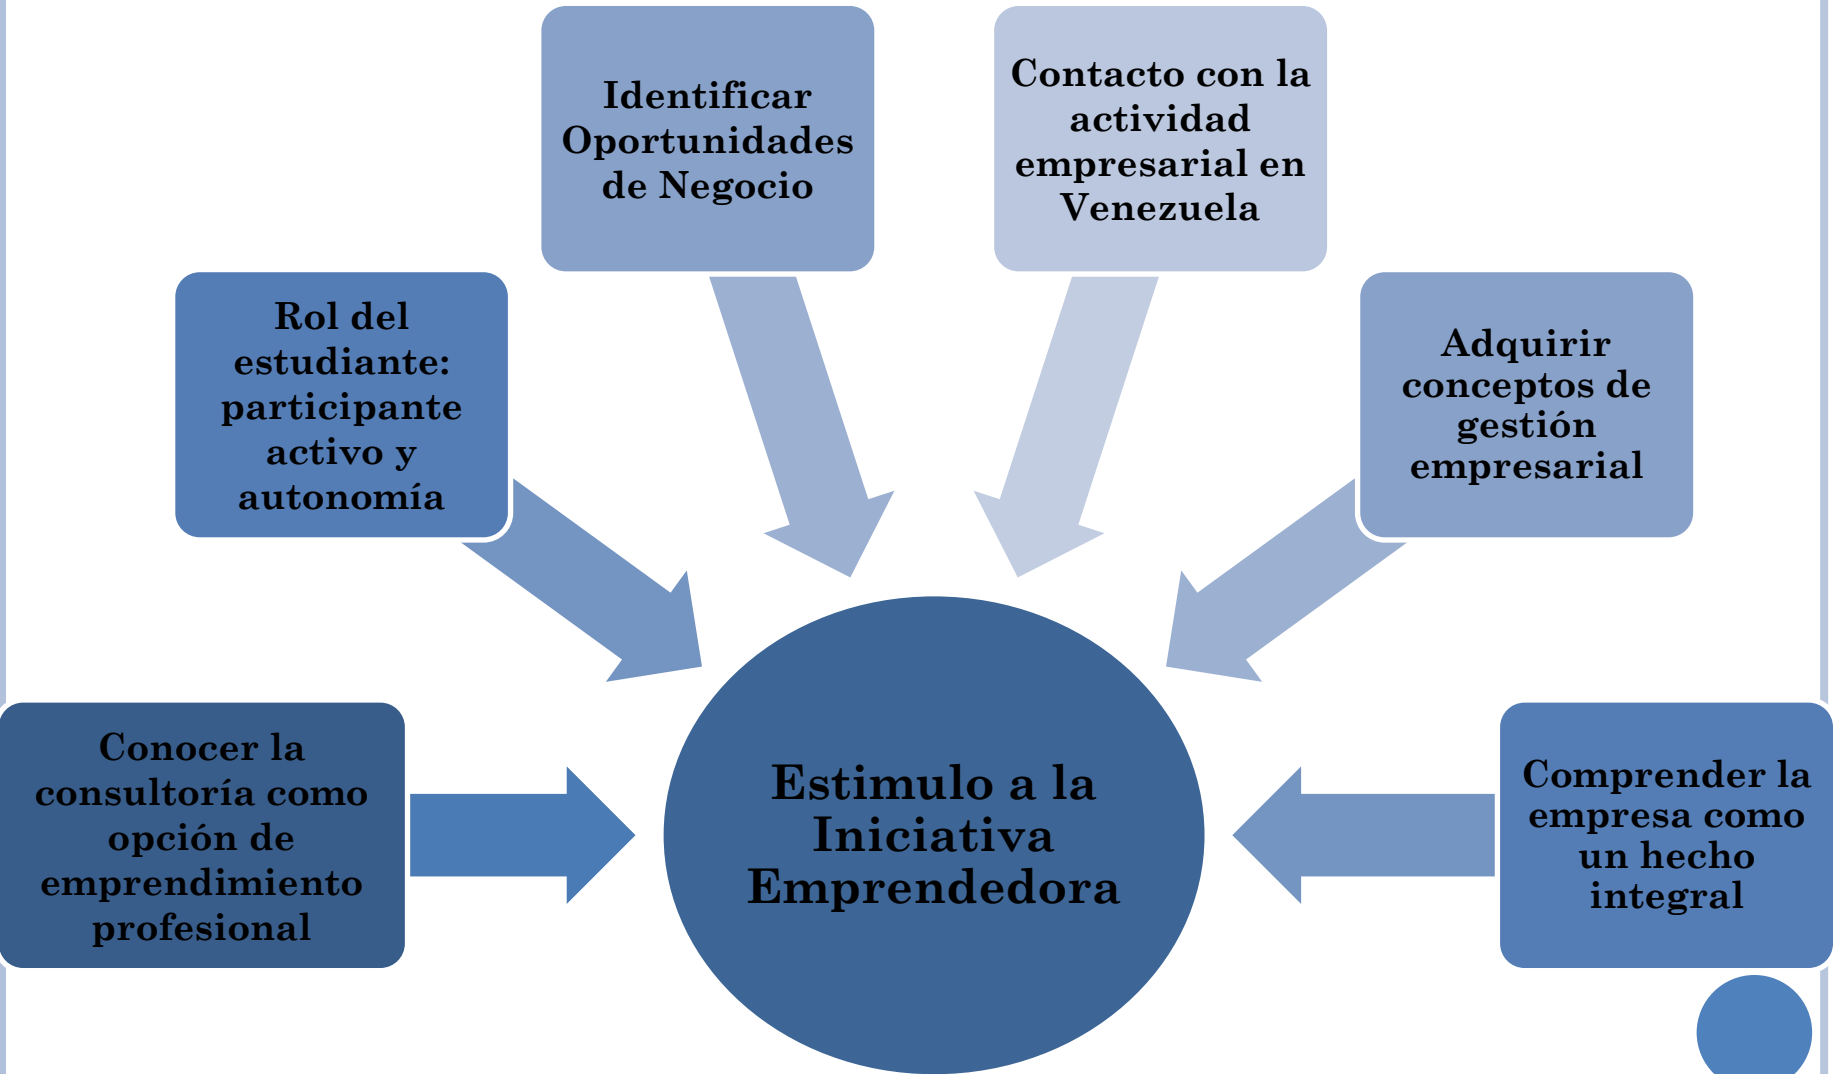 Identificar
Oportunidades
de Negocio
Contacto con la
actividad
empresarial en
Venezuela
Rol del
estudiante:
participante
activo y
autonomía
Adquirir
conceptos de
gestión
empresarial
Conocer la
consultoría como
opción de
emprendimiento
profesional
Estimulo a la
Iniciativa
Emprendedora
Comprender la
empresa como
un hecho
integral